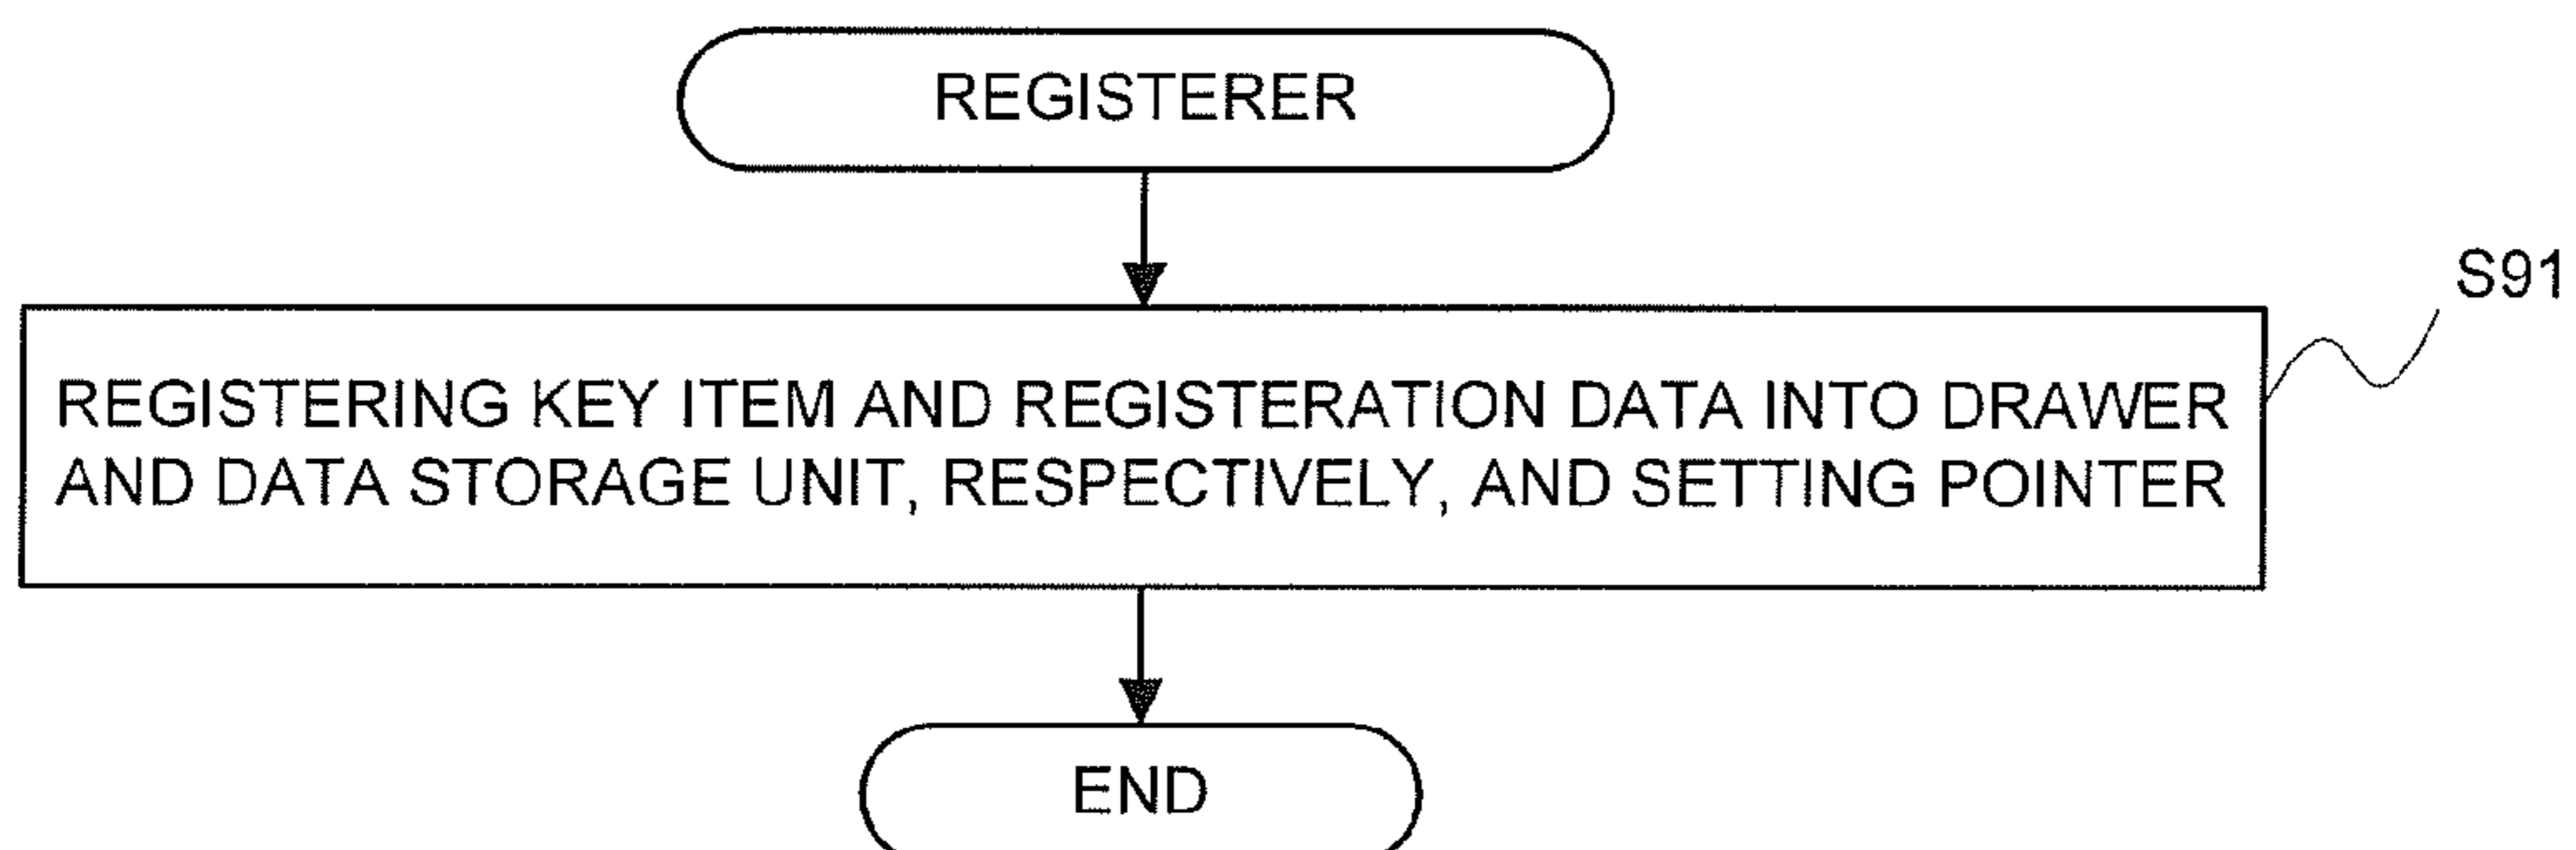 REGISTERER
S91
REGISTERING KEY ITEM AND REGISTERATION DATA INTO DRAWER
AND DATA STORAGE UNIT, RESPECTIVELY, AND SETTING POINTER
END